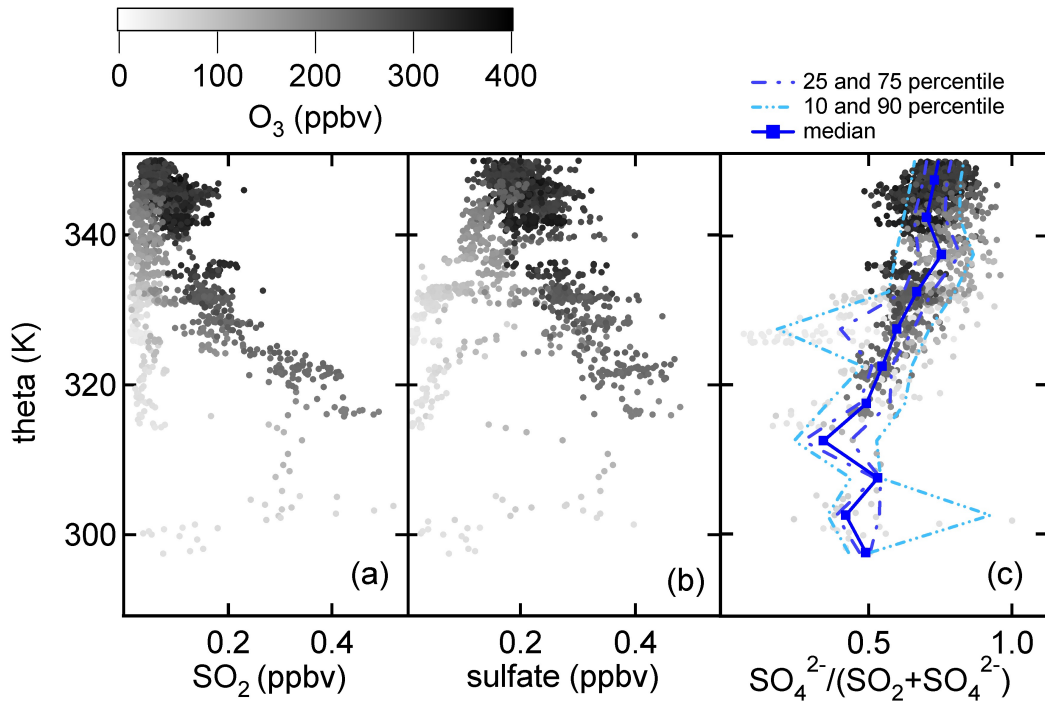 0 100 200 300 400
O₃ (ppbv)
25 and 75 percentile
10 and 90 percentile
median
theta (K)
340
320
300
(a)
(b)
(c)
0.2 0.4
0.2 0.4
0.5 1.0
SO₂ (ppbv)
sulfate (ppbv)
SO₄²⁻/(SO₂+SO₄²⁻)